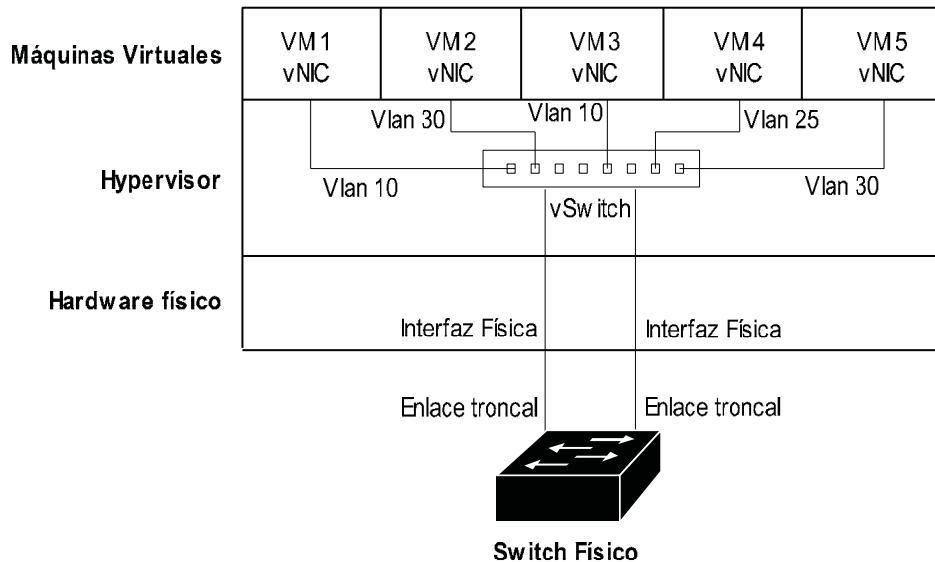 Máquinas Virtuales
VM1
vNIC
VM2
vNIC
VM3
vNIC
VM4
vNIC
VM5
vNIC
Vlan 30
Vlan 10
Vlan 25
Hypervisor
Vlan 10
Vlan 30
vSwitch
Hardware físico
Interfaz Física
Interfaz Física
Enlace troncal
Enlace troncal
Switch Físico